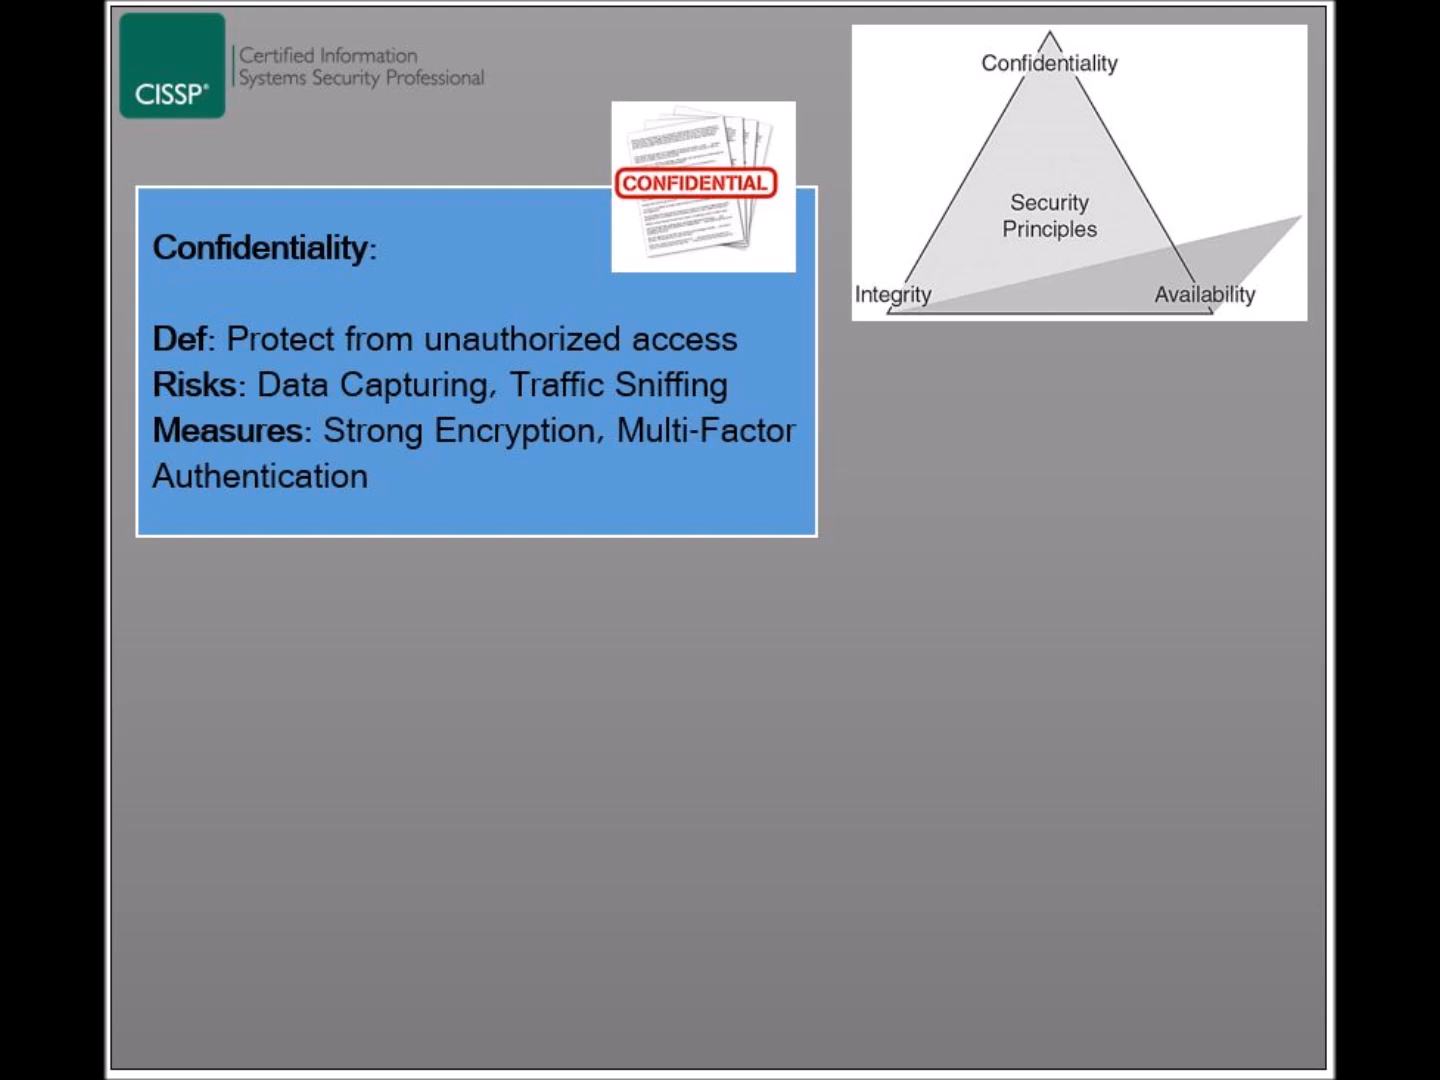 CISSP®
Certified Information
Systems Security Professional
CONFIDENTIAL
Confidentiality:
Def: Protect from unauthorized access
Risks: Data Capturing, Traffic Sniffing
Measures: Strong Encryption, Multi-Factor
Authentication
Confidentiality
Security
Principles
Integrity
Availability